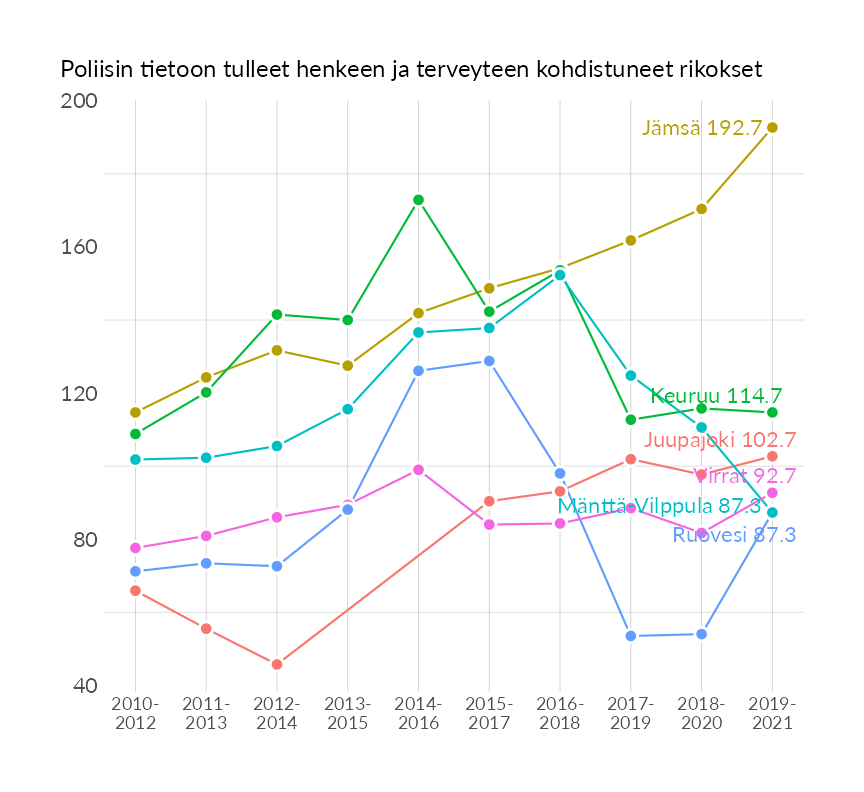 Poliisin tietoon tulleet henkeen ja terveyteen kohdistuneet rikokset
200
Jämsä 192.7
160
120
Keuruu 114.7
Juupajoki 102.7
Virrat 92.7
Mänttä-Vilppula 87.3
80
Ruovesi 87.3
40
2010- 2011- 2012- 2013- 2014- 2015- 2016- 2017- 2018- 2019-
2012 2013 2014 2015 2016 2017 2018 2019 2020 2021